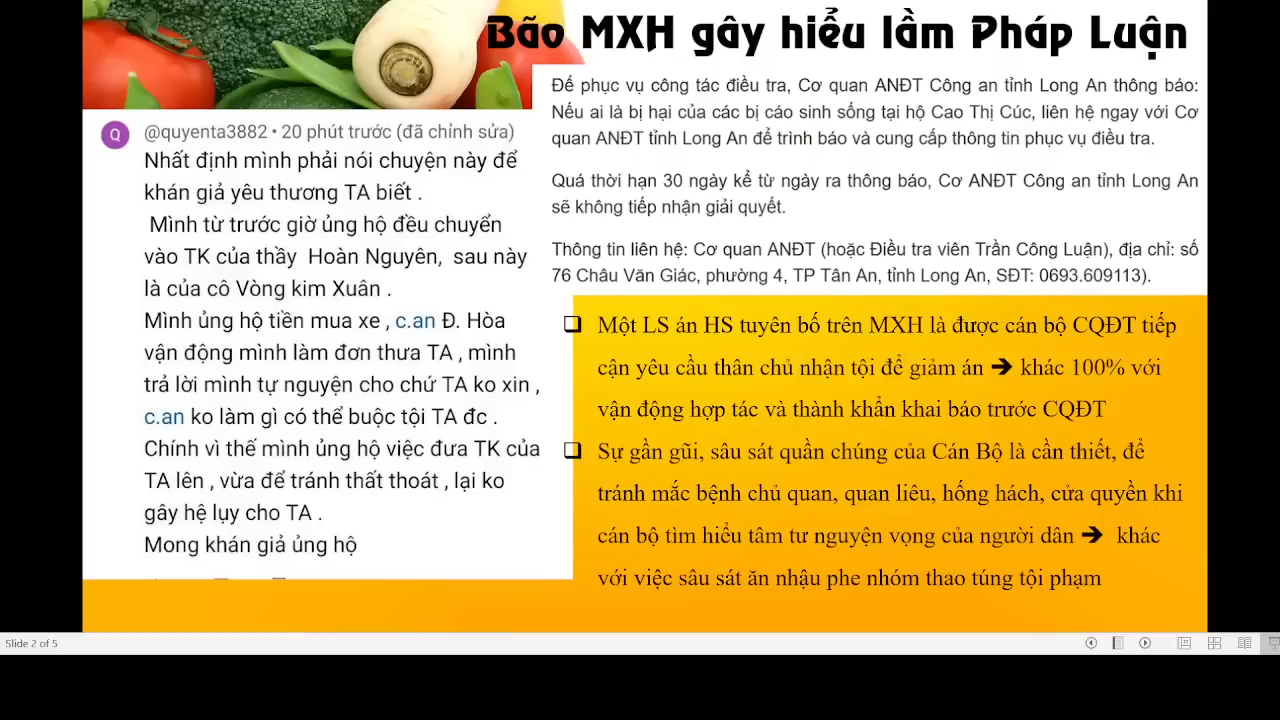 Bão MXH gây hiểu lầm Pháp Luận
Q
@quyenta3882 • 20 phút trước (đã chỉnh sửa)
Nhất định mình phải nói chuyện này để
khán giả yêu thương TA biết .
Mình từ trước giờ ủng hộ đều chuyển
vào TK của thầy Hoàn Nguyên, sau này
là của cô Vòng kim Xuân .
Mình ủng hộ tiền mua xe , c.an Đ. Hòa
vận động mình làm đơn thưa TA , mình
trả lời mình tự nguyện cho chứ TA ko xin ,
c.an ko làm gì có thể buộc tội TA đc .
Chính vì thế mình ủng hộ việc đưa TK của
TA lên , vừa để tránh thất thoát , lại ko
gây hệ lụy cho TA .
Mong khán giả ủng hộ
Để phục vụ công tác điều tra, Cơ quan ANĐT Công an tỉnh Long An thông báo:
Nếu ai là bị hại của các bị cáo sinh sống tại hộ Cao Thị Cúc, liên hệ ngay với Cơ
quan ANĐT tỉnh Long An để trình báo và cung cấp thông tin phục vụ điều tra.
Quá thời hạn 30 ngày kể từ ngày ra thông báo, Cơ ANĐT Công an tỉnh Long An
sẽ không tiếp nhận giải quyết.
Thông tin liên hệ: Cơ quan ANĐT (hoặc Điều tra viên Trần Công Luận), địa chỉ: số
76 Châu Văn Giác, phường 4, TP Tân An, tỉnh Long An, SĐT: 0693.609113).
❑ Một LS án HS tuyên bố trên MXH là được cán bộ CQĐT tiếp
cận yêu cầu thân chủ nhận tội để giảm án ➔ khác 100% với
vận động hợp tác và thành khẩn khai báo trước CQĐT
❑ Sự gần gũi, sâu sát quần chúng của Cán Bộ là cần thiết, để
tránh mắc bệnh chủ quan, quan liêu, hống hách, cửa quyền khi
cán bộ tìm hiểu tâm tư nguyện vọng của người dân ➔ khác
với việc sâu sát ăn nhậu phe nhóm thao túng tội phạm
Slide 2 of 5